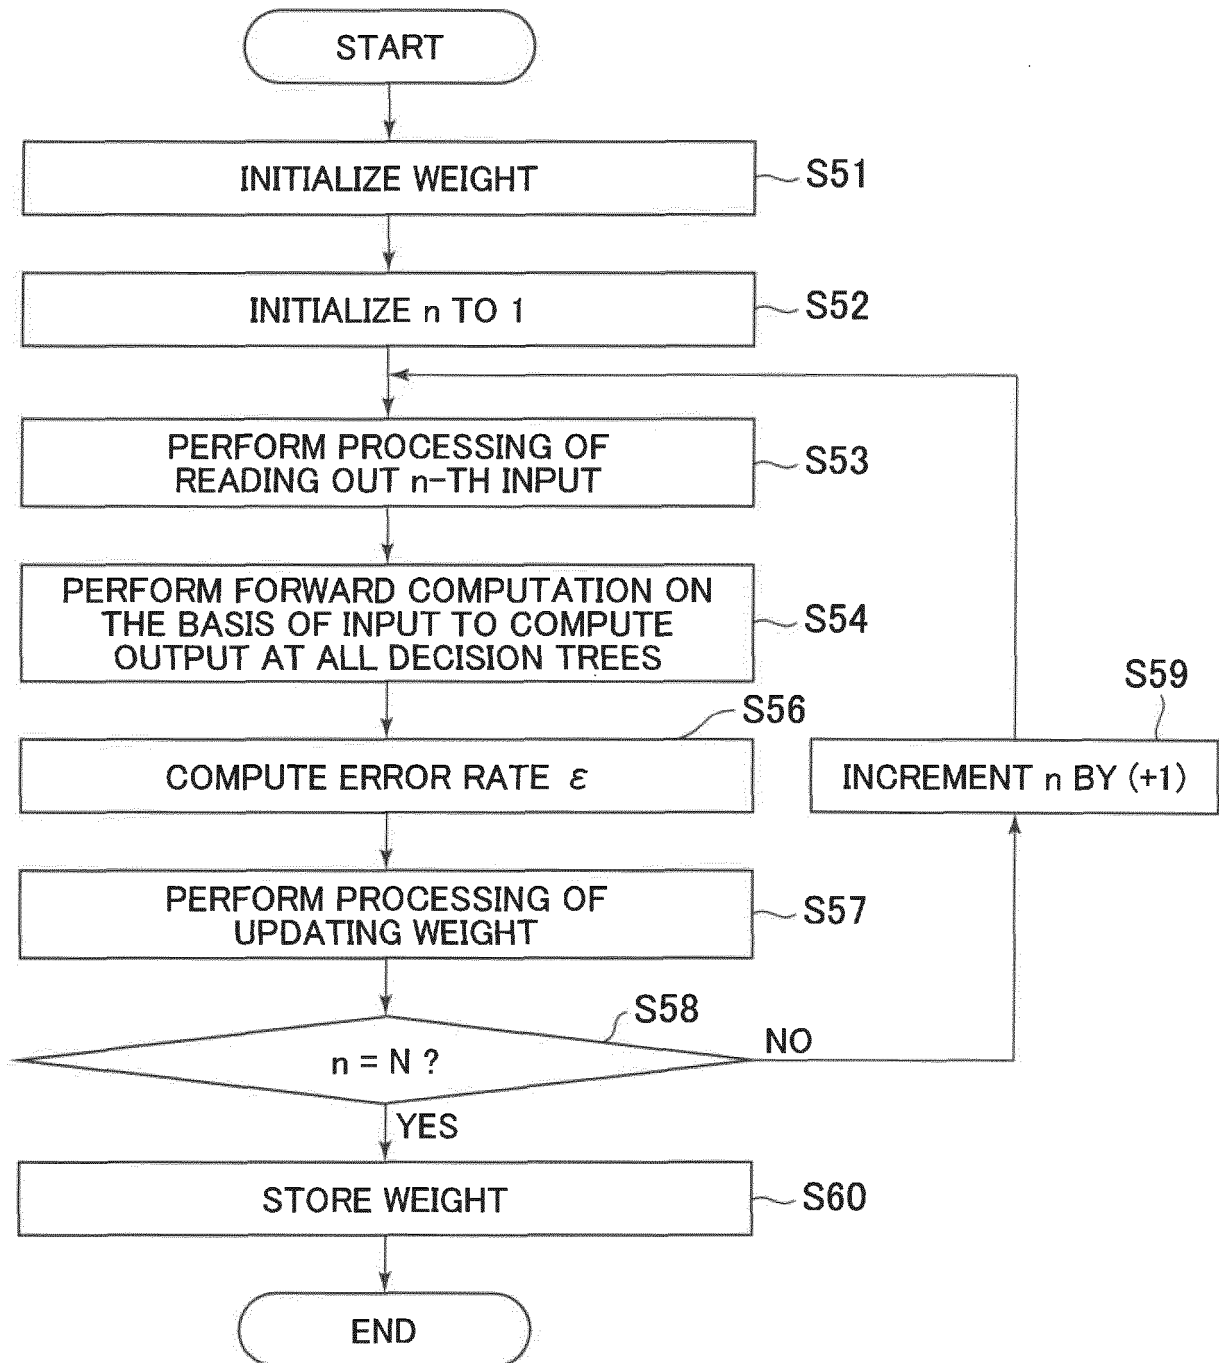 START
INITIALIZE WEIGHT
S51
INITIALIZE n TO 1
S52
PERFORM PROCESSING OF
READING OUT n-TH INPUT
S53
PERFORM FORWARD COMPUTATION ON
THE BASIS OF INPUT TO COMPUTE
OUTPUT AT ALL DECISION TREES
S54
S56
COMPUTE ERROR RATE ε
S59
INCREMENT n BY (+1)
PERFORM PROCESSING OF
UPDATING WEIGHT
S57
S58
n = N ?
NO
YES
STORE WEIGHT
S60
END